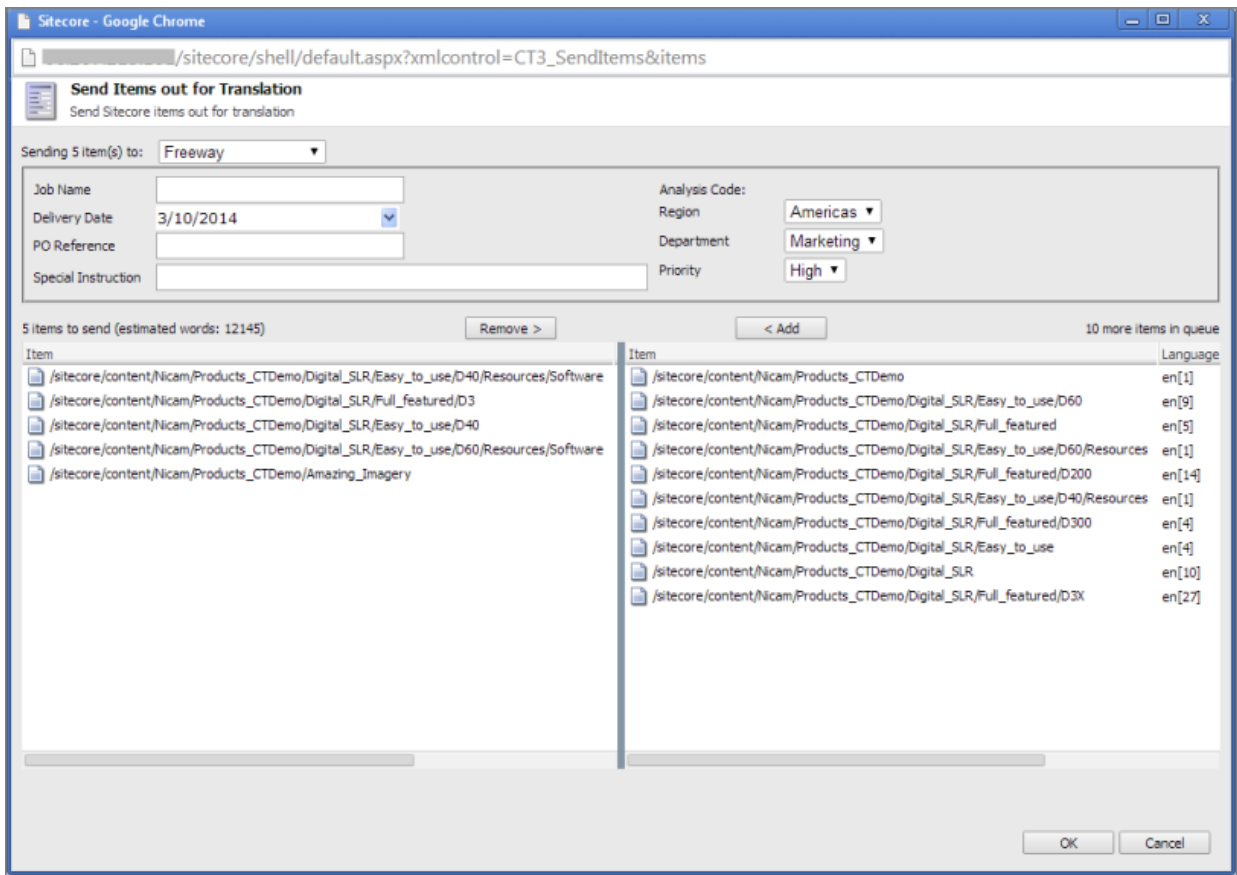 Sitecore - Google Chrome
/sitecore/shell/default.aspx?xmlcontrol=CT3_SendItems&items
Send Items out for Translation
Send Sitecore items out for translation
Sending 5 item(s) to: Freeway
Job Name
Delivery Date 3/10/2014
PO Reference
Special Instruction
Analysis Code:
Region Americas
Department Marketing
Priority High
5 items to send (estimated words: 12145) Remove > < Add 10 more items in queue
Item
/sitecore/content/Nicam/Products_CTDemo/Digital_SLR/Easy_to_use/D40/Resources/Software
/sitecore/content/Nicam/Products_CTDemo/Digital_SLR/Full_featured/D3
/sitecore/content/Nicam/Products_CTDemo/Digital_SLR/Easy_to_use/D40
/sitecore/content/Nicam/Products_CTDemo/Digital_SLR/Easy_to_use/D60/Resources/Software
/sitecore/content/Nicam/Products_CTDemo/Amazing_Imagery
Item Language
/sitecore/content/Nicam/Products_CTDemo en[1]
/sitecore/content/Nicam/Products_CTDemo/Digital_SLR/Easy_to_use/D60 en[9]
/sitecore/content/Nicam/Products_CTDemo/Digital_SLR/Full_featured en[5]
/sitecore/content/Nicam/Products_CTDemo/Digital_SLR/Easy_to_use/D60/Resources en[1]
/sitecore/content/Nicam/Products_CTDemo/Digital_SLR/Full_featured/D200 en[14]
/sitecore/content/Nicam/Products_CTDemo/Digital_SLR/Easy_to_use/D40/Resources en[1]
/sitecore/content/Nicam/Products_CTDemo/Digital_SLR/Full_featured/D300 en[4]
/sitecore/content/Nicam/Products_CTDemo/Digital_SLR/Easy_to_use en[4]
/sitecore/content/Nicam/Products_CTDemo/Digital_SLR en[10]
/sitecore/content/Nicam/Products_CTDemo/Digital_SLR/Full_featured/D3X en[27]
OK Cancel